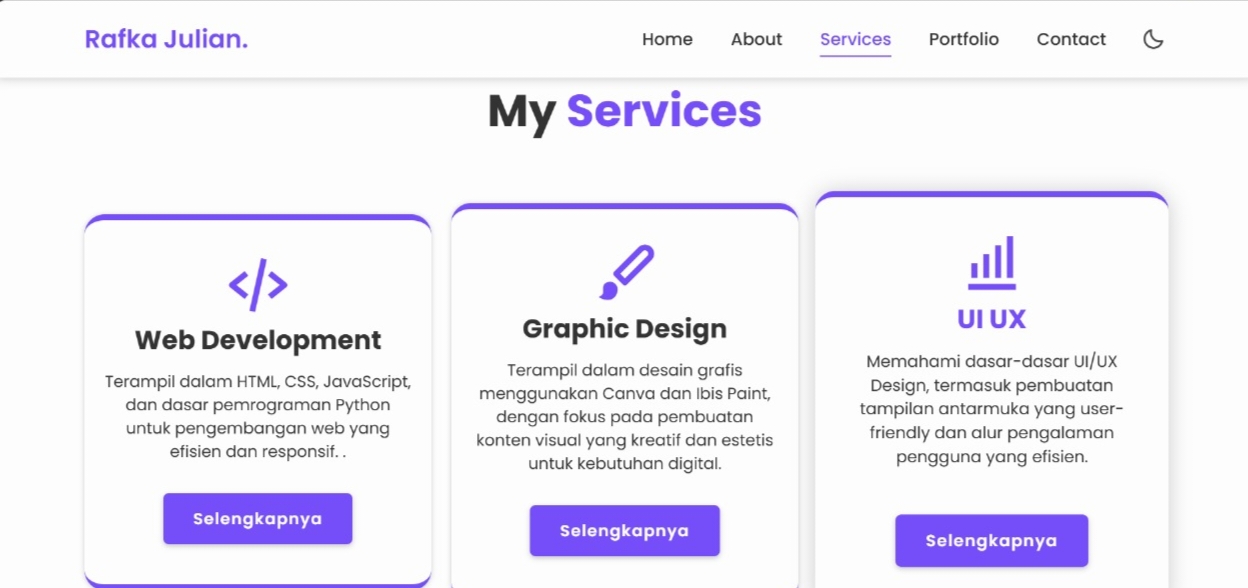 Rafka Julian.
Home
About
Services
Portfolio
Contact
My Services
Web Development
Terampil dalam HTML, CSS, JavaScript,
dan dasar pemrograman Python
untuk pengembangan web yang
efisien dan responsif. .
Selengkapnya
Graphic Design
Terampil dalam desain grafis
menggunakan Canva dan Ibis Paint,
dengan fokus pada pembuatan
konten visual yang kreatif dan estetis
untuk kebutuhan digital.
Selengkapnya
UI UX
Memahami dasar-dasar UI/UX
Design, termasuk pembuatan
tampilan antarmuka yang user-
friendly dan alur pengalaman
pengguna yang efisien.
Selengkapnya